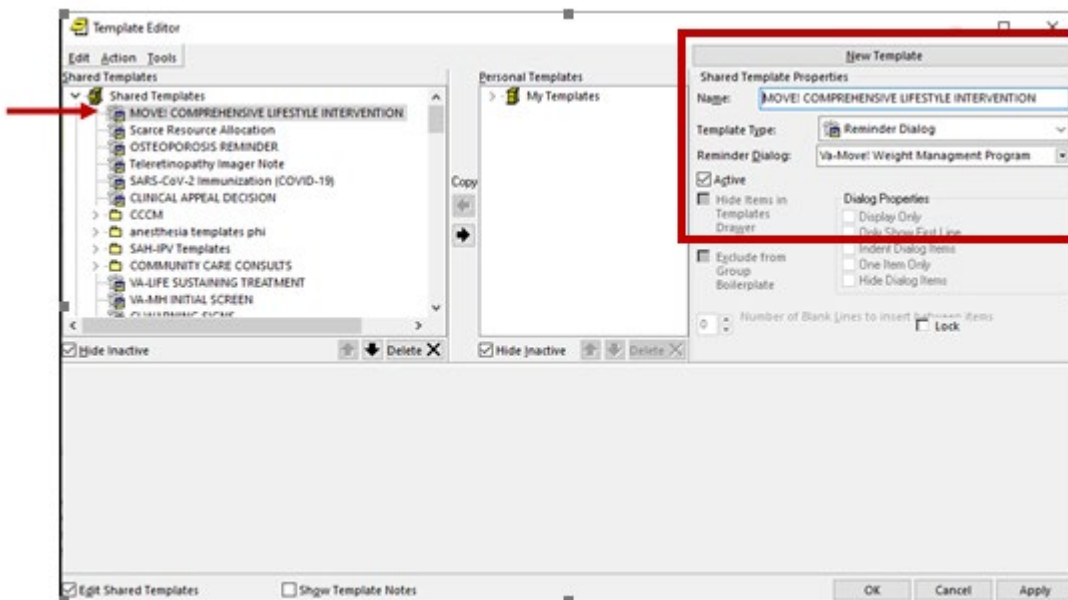 Template Editor
Edit Action Tools
Shared Templates
Shared Templates
MOVE! COMPREHENSIVE LIFESTYLE INTERVENTION
Scarce Resource Allocation
OSTEOPOROSIS REMINDER
Teleretinopathy Imager Note
SARS-CoV-2 Immunization (COVID-19)
CLINICAL APPEAL DECISION
CCCM
anesthesia templates phi
SAH-IPV Templates
COMMUNITY CARE CONSULTS
VA-LIFE SUSTAINING TREATMENT
VA-MH INITIAL SCREEN
Hide Inactive
Delete
Copy
Personal Templates
My Templates
Hide Inactive
Delete
New Template
Shared Template Properties
Name: MOVE! COMPREHENSIVE LIFESTYLE INTERVENTION
Template Type: Reminder Dialog
Reminder Dialog: Va-Move! Weight Managment Program
Active
Hide Items in
Templates
Drawer
Exclude from
Group
Boilerplate
Dialog Properties
Display Only
Only Show First Line
Indent Dialog Items
One Item Only
Hide Dialog Items
0 Number of Blank Lines to insert between items
Lock
Edit Shared Templates
Show Template Notes
OK Cancel Apply